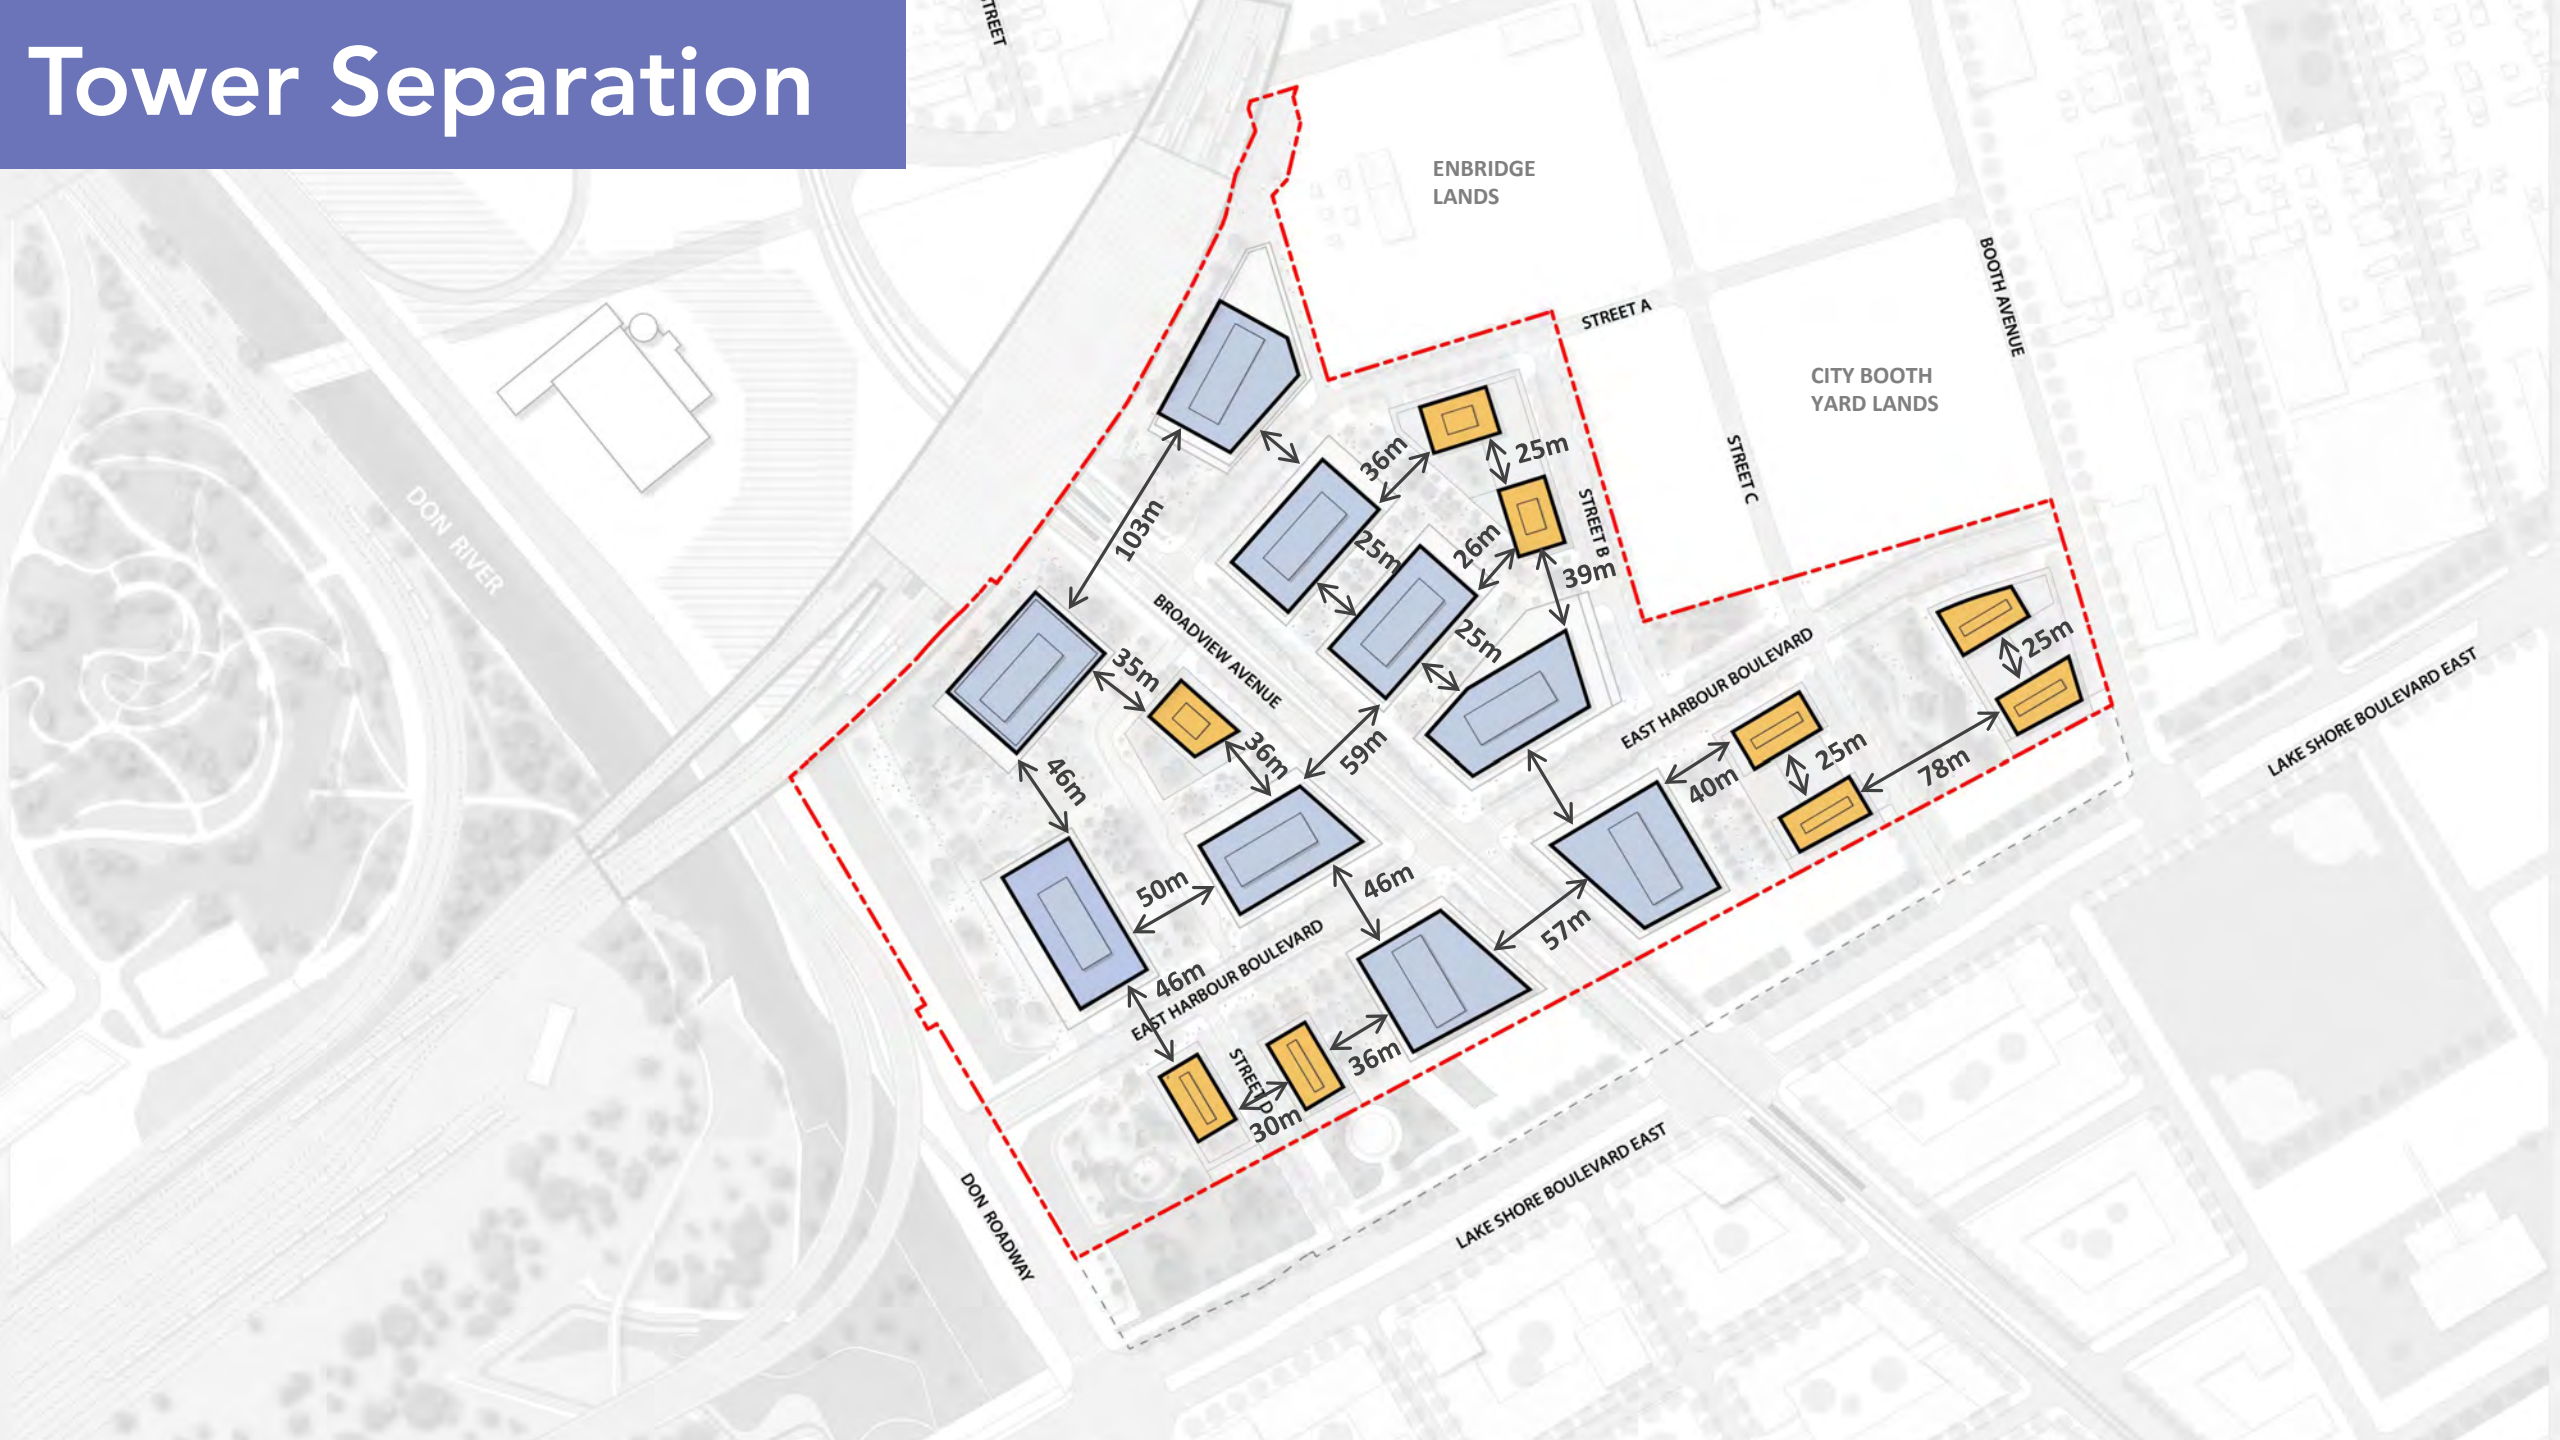 Tower Separation
TREET
ENBRIDGE
LANDS
STREET A
BOOTH AVENUE
CITY BOOTH
YARD LANDS
STREET C
DON RIVER
36m
25m
103m
25m
26m
STREET B
39m
BROADVIEW AVENUE
35m
25m
EAST HARBOUR BOULEVARD
25m
LAKE SHORE BOULEVARD EAST
59m
36m
46m
25m
78m
40m
50m
46m
57m
EAST HARBOUR BOULEVARD
46m
STREET D
36m
30m
DON ROADWAY
LAKE SHORE BOULEVARD EAST